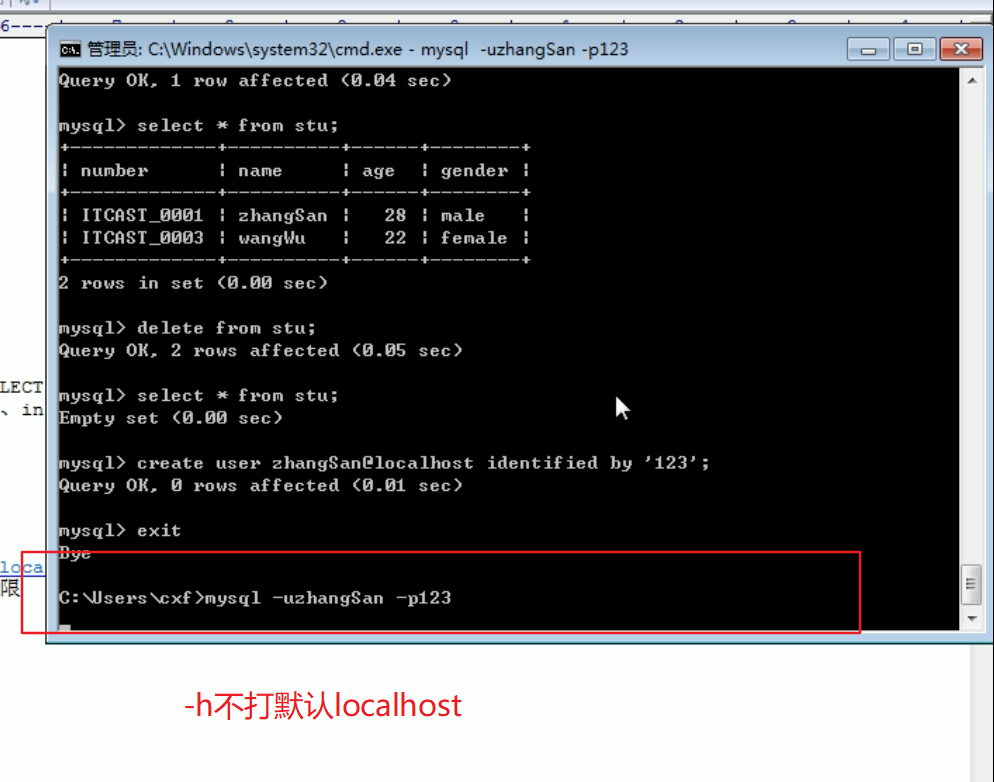 6
管理员: C:\Windows\system32\cmd.exe - mysql  -uzhangSan -p123
Query OK, 1 row affected (0.04 sec)
mysql> select * from stu;
+-------------+----------+------+--------+
| number      | name     | age  | gender |
+-------------+----------+------+--------+
| ITCAST_0001 | zhangSan |   28 | male   |
| ITCAST_0003 | wangWu   |   22 | female |
+-------------+----------+------+--------+
2 rows in set (0.00 sec)
mysql> delete from stu;
Query OK, 2 rows affected (0.05 sec)
LECT
mysql> select * from stu;
、in
Empty set (0.00 sec)
mysql> create user zhangSan@localhost identified by '123';
Query OK, 0 rows affected (0.01 sec)
mysql> exit
Bye
loca
限
C:\Users\cxf>mysql -uzhangSan -p123
-h不打默认localhost